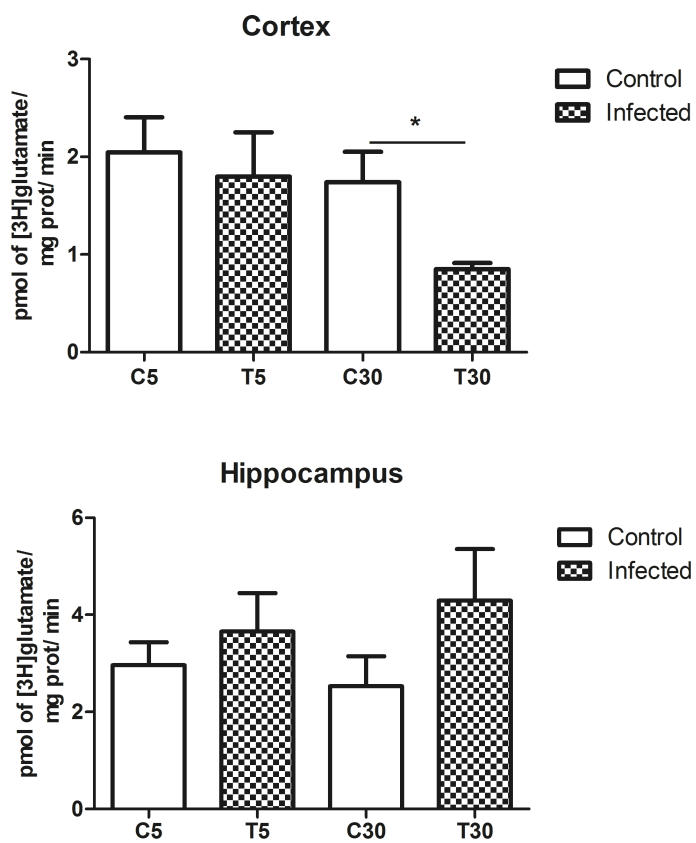 Cortex
3
2
1
0
pmol of [3H]glutamate/
mg prot/ min
*
Control
Infected
C5 T5 C30 T30
Hippocampus
6
4
2
0
pmol of [3H]glutamate/
mg prot/ min
Control
Infected
C5 T5 C30 T30